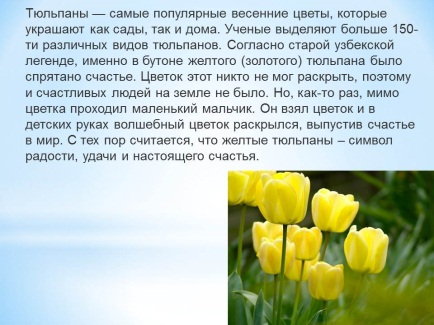 Тюльпаны — самые популярные весенние цветы, которые
украшают как сады, так и дома. Ученые выделяют больше 150-
ти различных видов тюльпанов. Согласно старой узбекской
легенде, именно в бутоне желтого (золотого) тюльпана было
спрятано счастье. Цветок этот никто не мог раскрыть, поэтому
и счастливых людей на земле не было. Но, как-то раз, мимо
цветка проходил маленький мальчик. Он взял цветок и в
детских руках волшебный цветок раскрылся, выпустив счастье
в мир. С тех пор считается, что желтые тюльпаны – символ
радости, удачи и настоящего счастья.